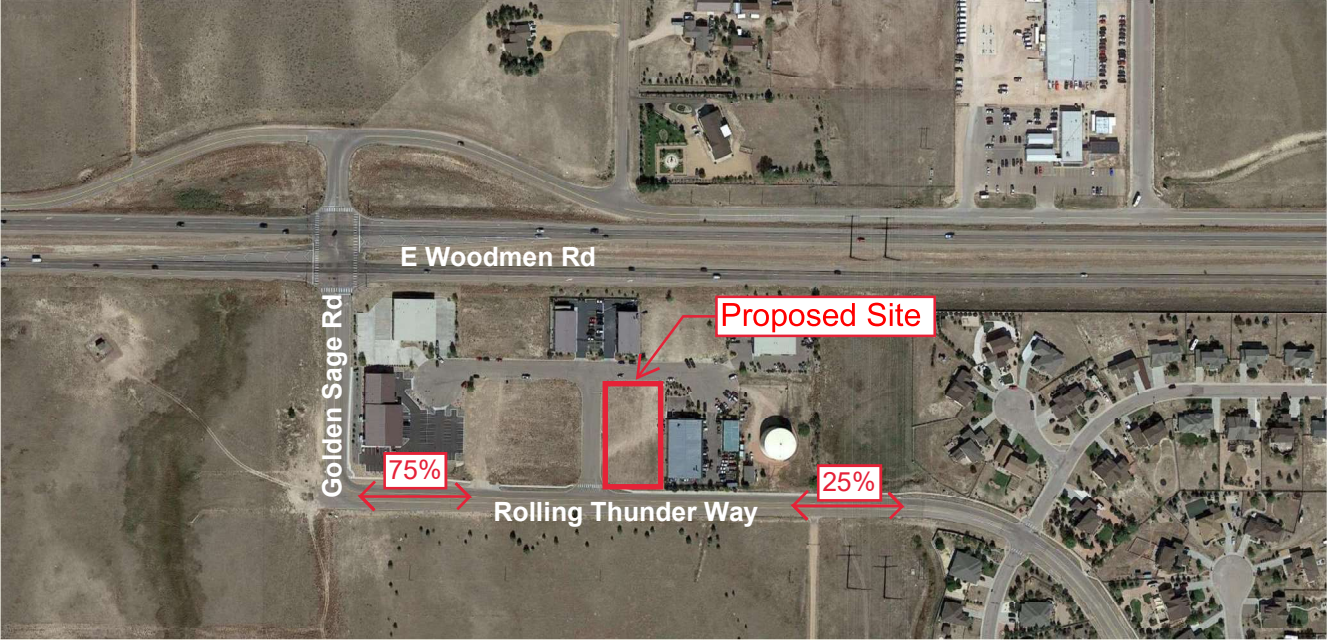 E Woodmen Rd
Golden Sage Rd
Proposed Site
75%
25%
Rolling Thunder Way